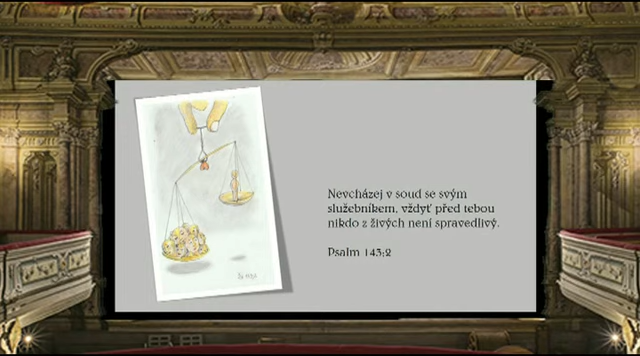 Nevcházej v soud se svým
služebníkem, vždyť před tebou
nikdo z živých není spravedlivý.
Psalm 143:2